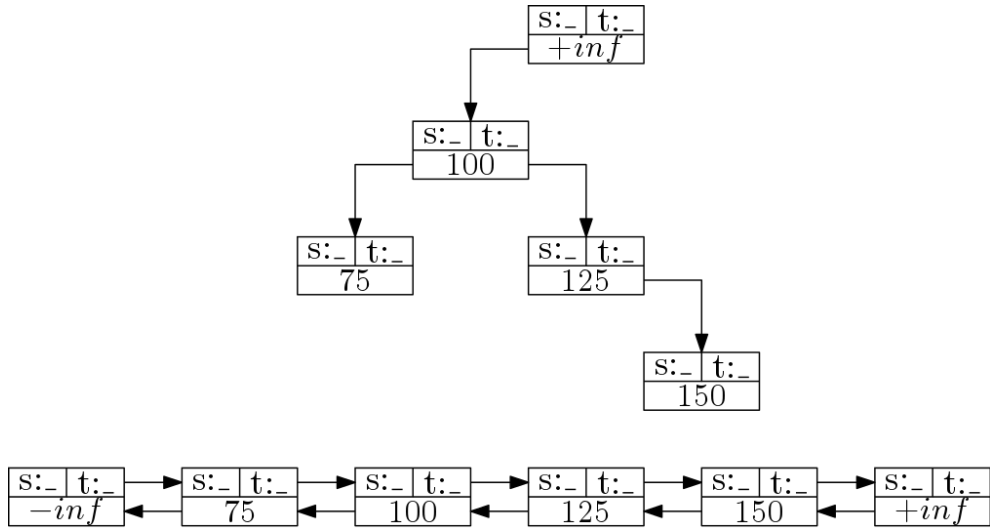 s:_ t:_
+inf
s:_ t:_
100
s:_ t:_ s:_ t:_
75 125
s:_ t:_
150
s:_ t:_ s:_ t:_ s:_ t:_ s:_ t:_ s:_ t:_ s:_ t:_
-inf 75 100 125 150 +inf